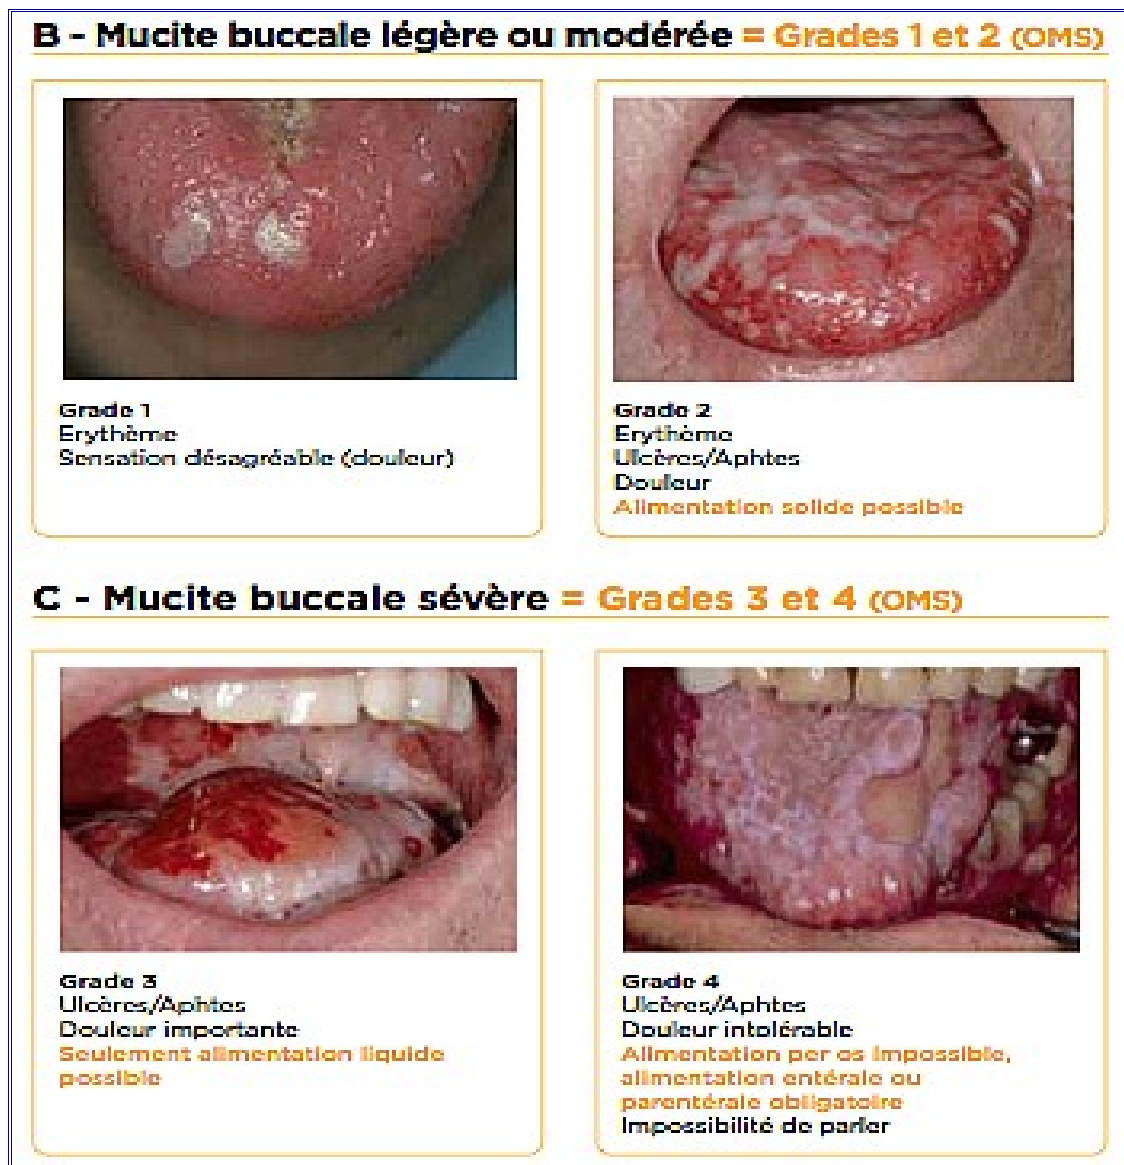 B - Mucite buccale légère ou modérée = Grades 1 et 2 (OMS)
Grade 1
Erythème
Sensation désagréable (douleur)
Grade 2
Erythème
Ulcères/Aphtes
Douleur
Alimentation solide possible
C - Mucite buccale sévère = Grades 3 et 4 (OMS)
Grade 3
Ulcères/Aphtes
Douleur importante
Seulement alimentation liquide
possible
Grade 4
Ulcères/Aphtes
Douleur intolérable
Alimentation per os impossible,
alimentation entérale ou
parentérale obligatoire
Impossibilité de parler